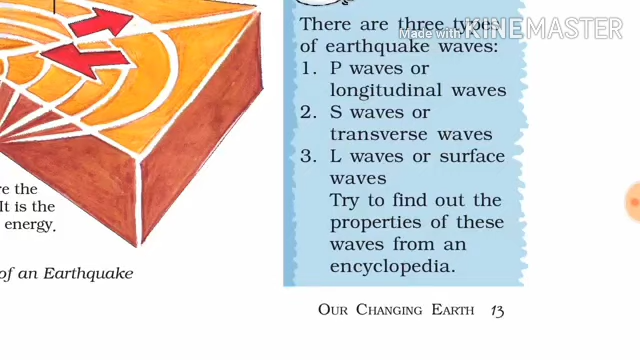 There are three types
Made with KINEMASTER
of earthquake waves:
1. P waves or
longitudinal waves
2. S waves or
transverse waves
3. L waves or surface
waves
Try to find out the
properties of these
waves from an
encyclopedia.
re the
It is the
energy.
of an Earthquake
OUR CHANGING EARTH 13